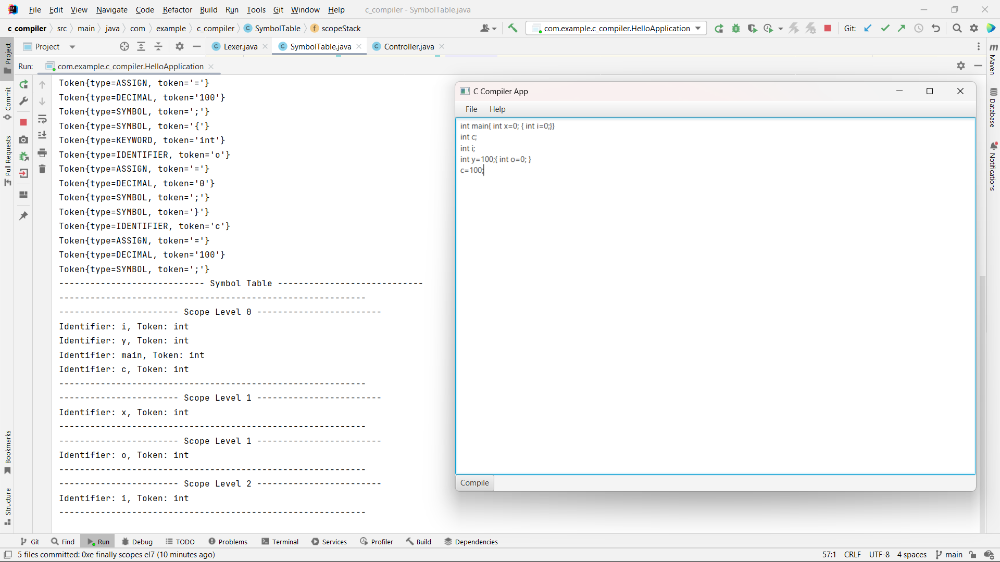 File Edit View Navigate Code Refactor Build Run Tools Git Window Help c_compiler - SymbolTable.java
c_compiler src main java com example c_compiler SymbolTable scopeStack com.example.c_compiler.HelloApplication Git:
Project Lexer.java SymbolTable.java Controller.java
Run: com.example.c_compiler.HelloApplication
Project
Commit
Pull Requests
Bookmarks
Structure
Token{type=ASSIGN, token='='}
Token{type=DECIMAL, token='100'}
Token{type=SYMBOL, token=';'}
Token{type=SYMBOL, token='{'}
Token{type=KEYWORD, token='int'}
Token{type=IDENTIFIER, token='o'}
Token{type=ASSIGN, token='='}
Token{type=DECIMAL, token='0'}
Token{type=SYMBOL, token=';'}
Token{type=SYMBOL, token='}'}
Token{type=IDENTIFIER, token='c'}
Token{type=ASSIGN, token='='}
Token{type=DECIMAL, token='100'}
Token{type=SYMBOL, token=';'}
---------------------------- Symbol Table ----------------------------
-----------------------------------------------------------
----------------------- Scope Level 0 ------------------------
Identifier: i, Token: int
Identifier: y, Token: int
Identifier: main, Token: int
Identifier: c, Token: int
-----------------------------------------------------------
----------------------- Scope Level 1 ------------------------
Identifier: x, Token: int
-----------------------------------------------------------
----------------------- Scope Level 1 ------------------------
Identifier: o, Token: int
-----------------------------------------------------------
----------------------- Scope Level 2 ------------------------
Identifier: i, Token: int
-----------------------------------------------------------
C Compiler App
File Help
int main{ int x=0; { int i=0;}}
int c;
int i;
int y=100;{ int o=0; }
c=100;
Compile
m
Maven
Database
Notifications
Git Find Run Debug TODO Problems Terminal Services Profiler Build Dependencies
5 files committed: 0xe finally scopes el7 (10 minutes ago) 57:1 CRLF UTF-8 4 spaces main